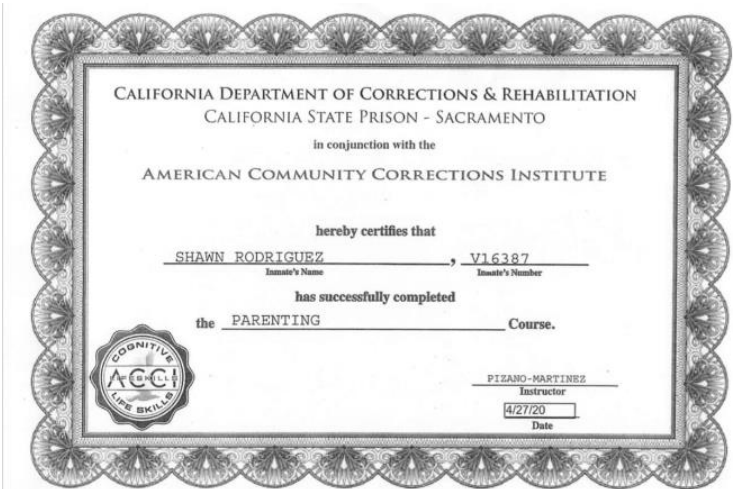 CALIFORNIA DEPARTMENT OF CORRECTIONS & REHABILITATION
CALIFORNIA STATE PRISON - SACRAMENTO
in conjunction with the
AMERICAN COMMUNITY CORRECTIONS INSTITUTE
hereby certifies that
SHAWN RODRIGUEZ, V16387
Inmate's Name Inmate's Number
has successfully completed
the PARENTING Course.
COGNITIVE
ACCI
LIFESKILLS
LIFE SKILLS
PIZANO-MARTINEZ
Instructor
4/27/20
Date